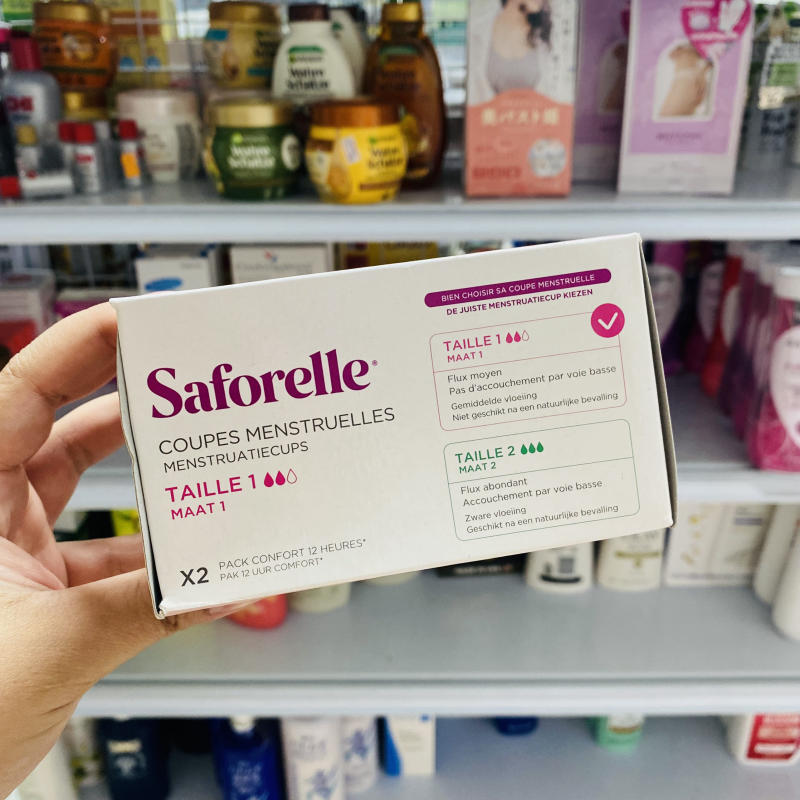 Saforelle®
COUPES MENSTRUELLES
MENSTRUATIECUPS
TAILLE 1
MAAT 1
X2
PACK CONFORT 12 HEURES*
PAK 12 UUR COMFORT*
BIEN CHOISIR SA COUPE MENSTRUELLE
DE JUISTE MENSTRUATIECUP KIEZEN
TAILLE 1
MAAT 1
Flux moyen
Pas d'accouchement par voie basse
Gemiddelde vloeiing
Niet geschikt na een natuurlijke bevalling
TAILLE 2
MAAT 2
Flux abondant
Accouchement par voie basse
Zware vloeiing
Geschikt na een natuurlijke bevalling